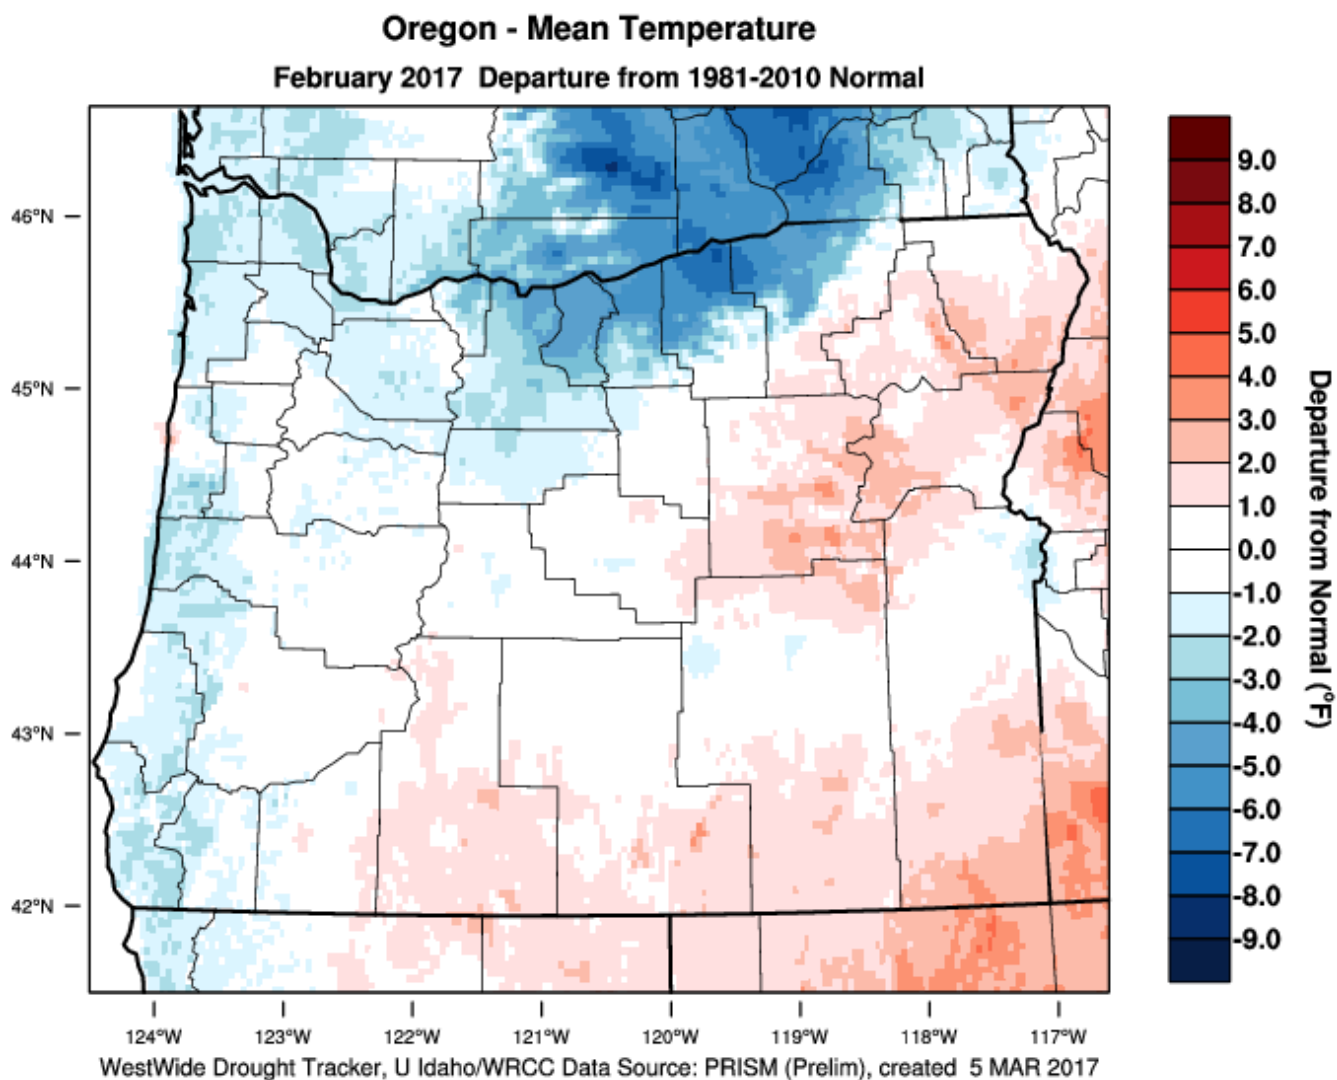 Oregon - Mean Temperature
February 2017  Departure from 1981-2010 Normal
46°N
45°N
44°N
43°N
42°N
124°W
123°W
122°W
121°W
120°W
119°W
118°W
117°W
9.0
8.0
7.0
6.0
5.0
4.0
3.0
2.0
1.0
0.0
-1.0
-2.0
-3.0
-4.0
-5.0
-6.0
-7.0
-8.0
-9.0
Departure from Normal (°F)
WestWide Drought Tracker, U Idaho/WRCC Data Source: PRISM (Prelim), created  5 MAR 2017